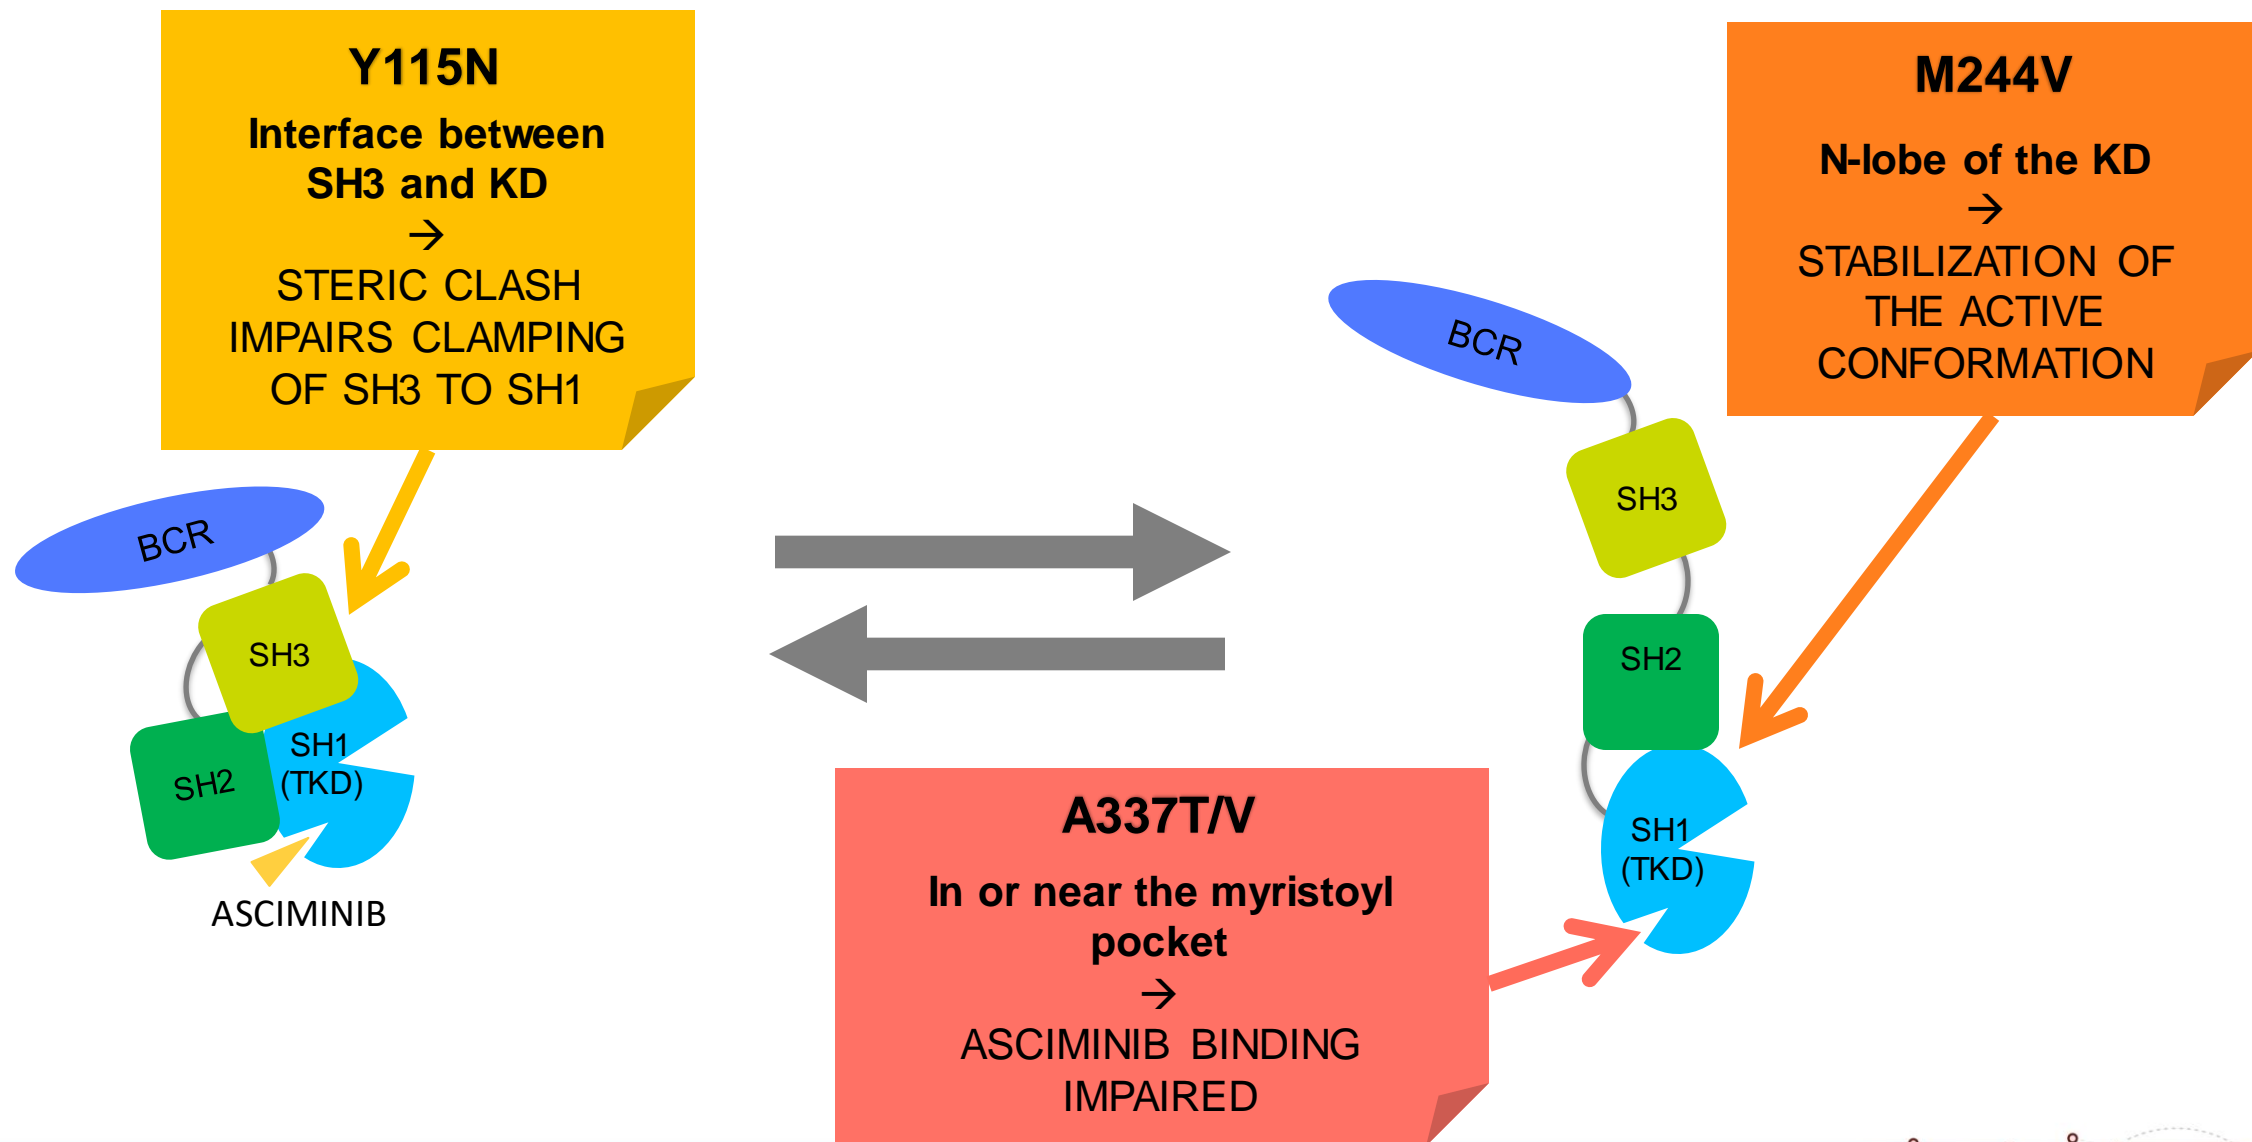 Y115N
Interface between
SH3 and KD
→
STERIC CLASH
IMPAIRS CLAMPING
OF SH3 TO SH1
M244V
N-lobe of the KD
→
STABILIZATION OF
THE ACTIVE
CONFORMATION
BCR
SH3
SH2
SH1
(TKD)
ASCIMINIB
BCR
SH3
SH2
SH1
(TKD)
A337T/V
In or near the myristoyl
pocket
→
ASCIMINIB BINDING
IMPAIRED